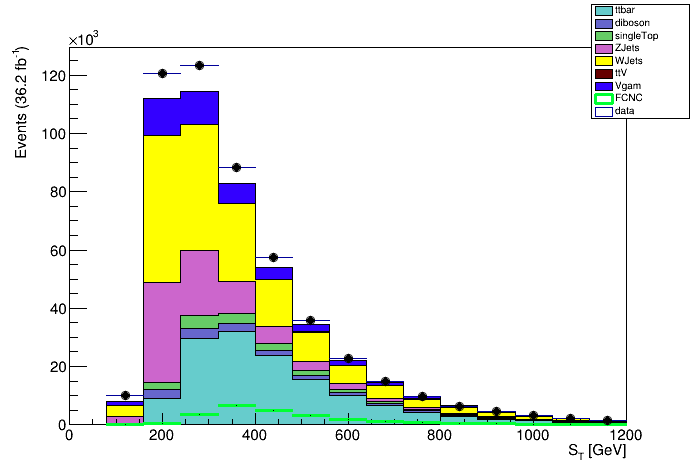 ttbar
diboson
singleTop
ZJets
WJets
ttV
Vgam
FCNC
data
×10³
Events (36.2 fb⁻¹)
120
100
80
60
40
20
0
0 200 400 600 800 1000 1200
S_T [GeV]